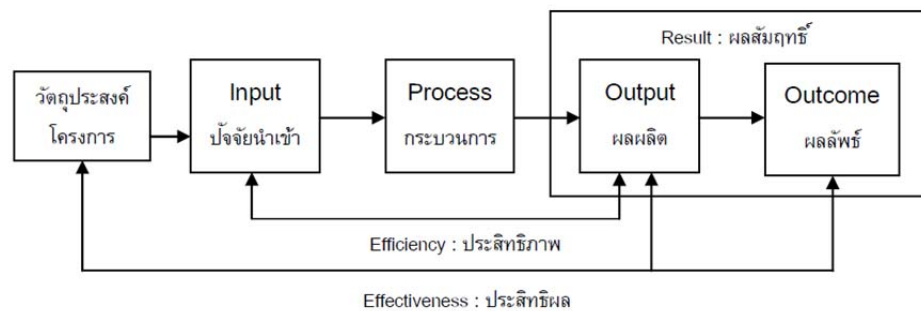 Result : ผลสัมฤทธิ์
วัตถุประสงค์
โครงการ
Input
ปัจจัยนำเข้า
Process
กระบวนการ
Output
ผลผลิต
Outcome
ผลลัพธ์
Efficiency : ประสิทธิภาพ
Effectiveness : ประสิทธิผล